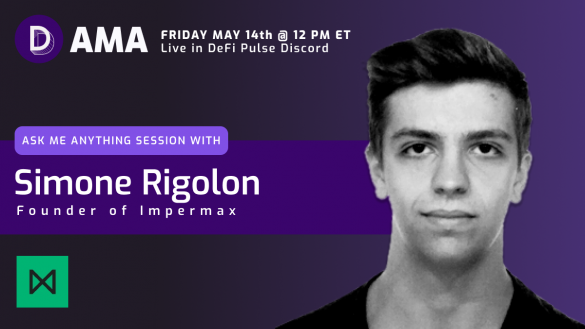 D AMA
FRIDAY MAY 14th @ 12 PM ET
Live in DeFi Pulse Discord
ASK ME ANYTHING SESSION WITH
Simone Rigolon
Founder of Impermax